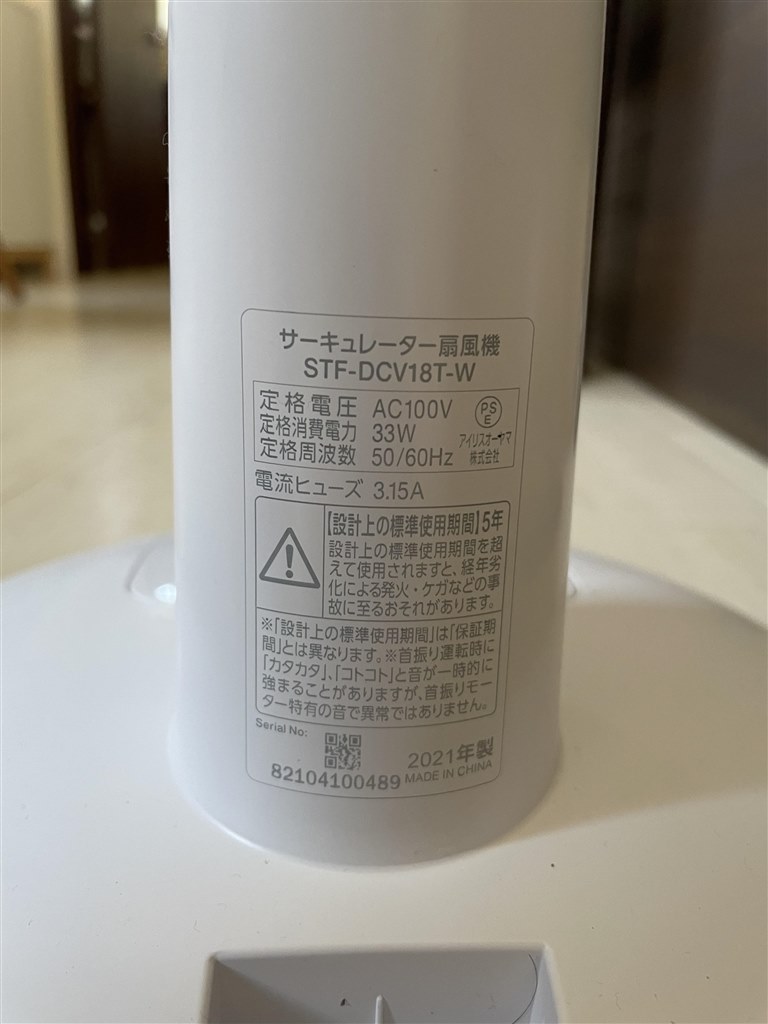 サーキュレーター扇風機
STF-DCV18T-W
定格電圧 AC100V
定格消費電力 33W
定格周波数 50/60Hz
PS
E
アイリスオーヤマ
株式会社
電流ヒューズ 3.15A
【設計上の標準使用期間】5年
設計上の標準使用期間を超
えて使用されますと、経年劣
化による発火・ケガなどの事
故に至るおそれがあります。
※「設計上の標準使用期間」は「保証期
間」とは異なります。※首振り運転時に
「カタカタ」、「コトコト」と音が一時的に
強まることがありますが、首振りモー
ター特有の音で異常ではありません。
Serial No:
82104100489
2021年製
MADE IN CHINA